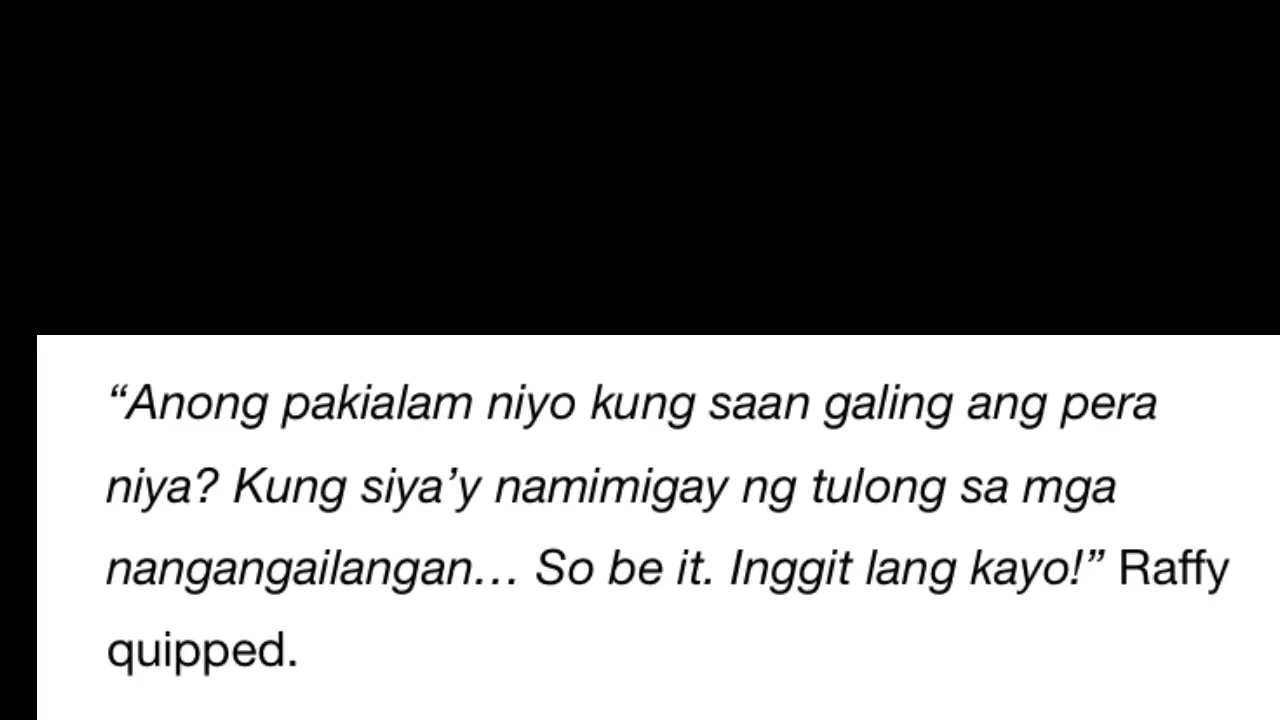 “Anong pakialam niyo kung saan galing ang pera
niya? Kung siya’y namimigay ng tulong sa mga
nangangailangan… So be it. Inggit lang kayo!” Raffy
quipped.